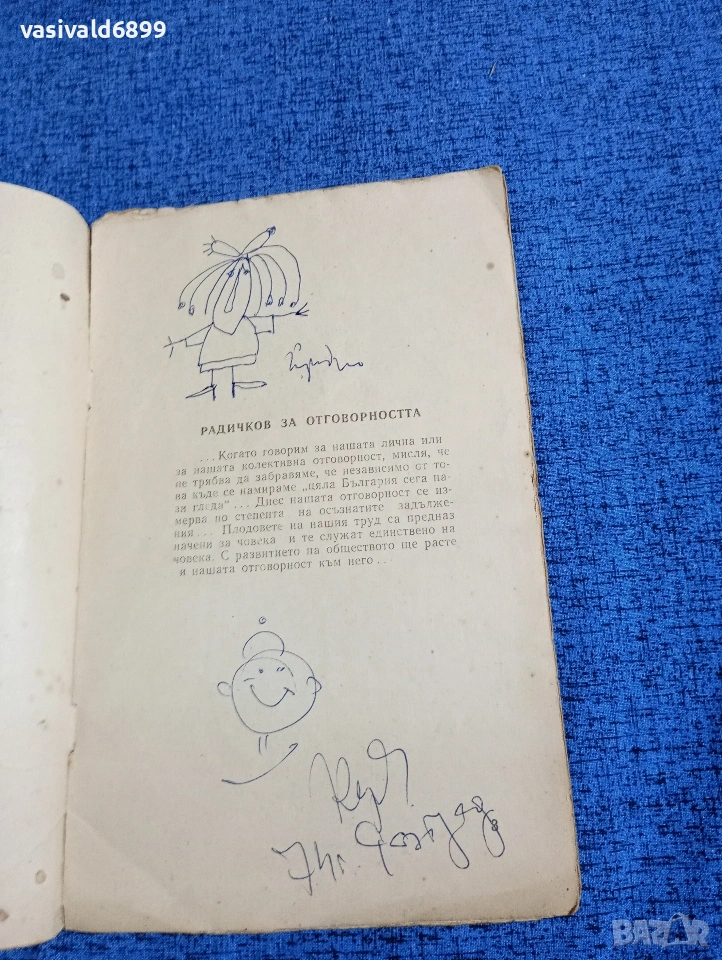 vasivald6899
РАДИЧКОВ ЗА ОТГОВОРНОСТТА
...Когато говорим за нашата лична или
за нашата колективна отговорност, мисля, че
не трябва да забравяме, че независимо от то-
ва къде се намираме „цяла България сега на-
зи гледа“... Днес нашата отговорност се из-
мерва по степента на осъзнатите задълже-
ния... Плодовете на нашия труд са предназ
начени за човека и те служат единствено на
човека. С развитието на обществото ще расте
и нашата отговорност към него...
BAZAR